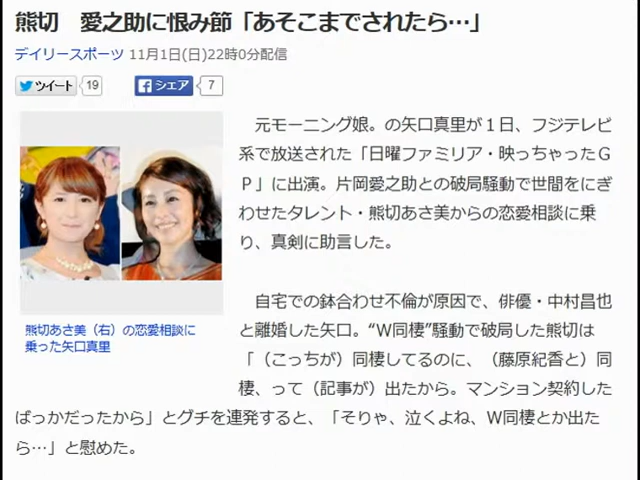 熊切　愛之助に恨み節「あそこまでされたら…」
デイリースポーツ 11月1日(日)22時0分配信
ツイート 19 シェア 7
　元モーニング娘。の矢口真里が１日、フジテレビ
系で放送された「日曜ファミリア・映っちゃったＧ
Ｐ」に出演。片岡愛之助との破局騒動で世間をにぎ
わせたタレント・熊切あさ美からの恋愛相談に乗
り、真剣に助言した。
　自宅での鉢合わせ不倫が原因で、俳優・中村昌也
と離婚した矢口。“W同棲”騒動で破局した熊切は
「（こっちが）同棲してるのに、（藤原紀香と）同
棲、って（記事が）出たから。マンション契約した
ばっかだったから」とグチを連発すると、「そりゃ、泣くよね、W同棲とか出た
ら…」と慰めた。
熊切あさ美（右）の恋愛相談に
乗った矢口真里